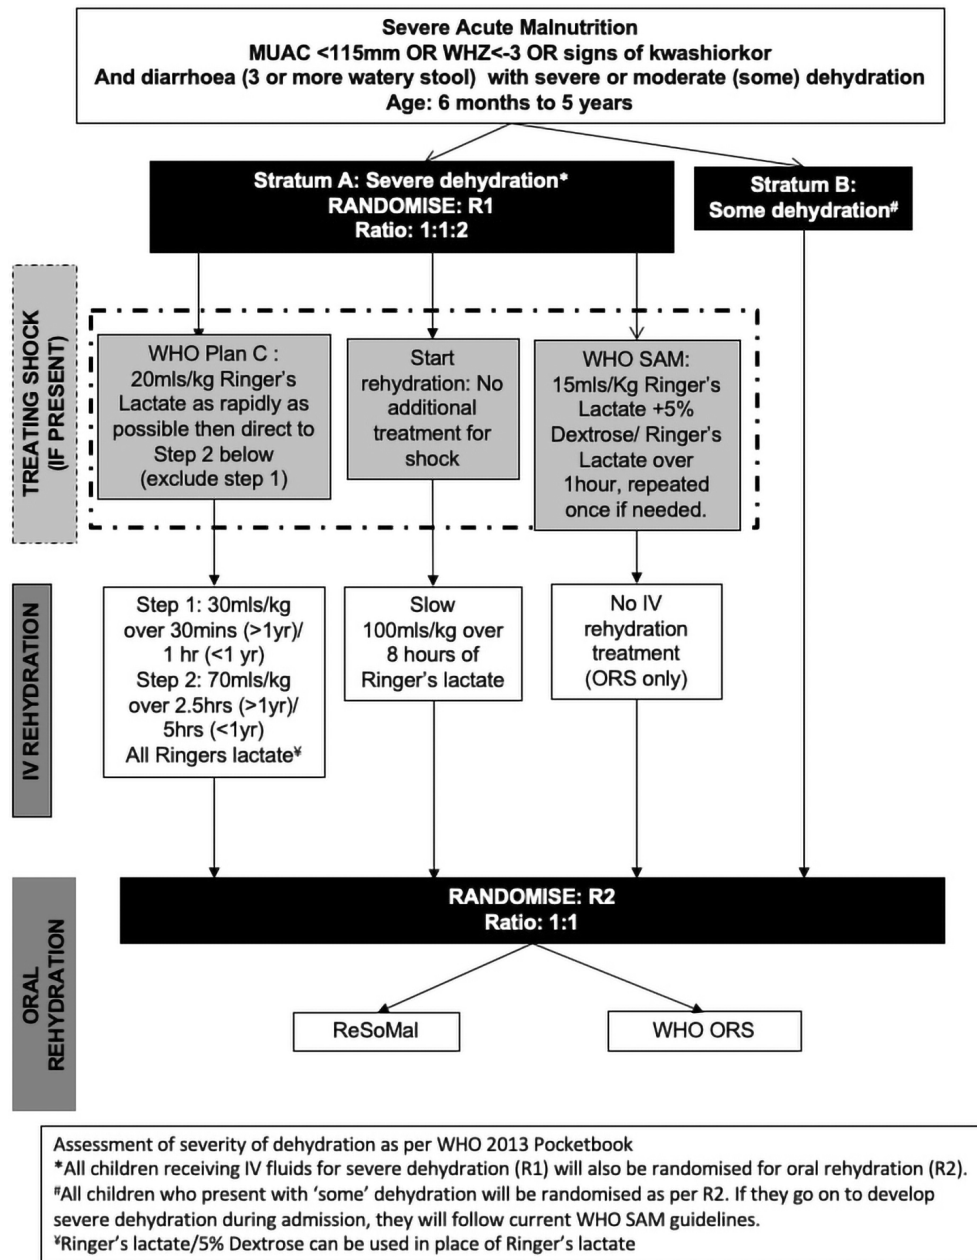 Severe Acute Malnutrition
MUAC <115mm OR WHZ<-3 OR signs of kwashiorkor
And diarrhoea (3 or more watery stool) with severe or moderate (some) dehydration
Age: 6 months to 5 years
Stratum A: Severe dehydration*
RANDOMISE: R1
Ratio: 1:1:2
Stratum B:
Some dehydration#
TREATING SHOCK
(IF PRESENT)
WHO Plan C :
20mls/kg Ringer's
Lactate as rapidly as
possible then direct to
Step 2 below
(exclude step 1)
Start
rehydration: No
additional
treatment for
shock
WHO SAM:
15mls/Kg Ringer's
Lactate +5%
Dextrose/ Ringer's
Lactate over
1hour, repeated
once if needed.
IV REHYDRATION
Step 1: 30mls/kg
over 30mins (>1yr)/
1 hr (<1 yr)
Step 2: 70mls/kg
over 2.5hrs (>1yr)/
5hrs (<1yr)
All Ringers lactate¥
Slow
100mls/kg over
8 hours of
Ringer's lactate
No IV
rehydration
treatment
(ORS only)
ORAL
REHYDRATION
RANDOMISE: R2
Ratio: 1:1
ReSoMal
WHO ORS
Assessment of severity of dehydration as per WHO 2013 Pocketbook
*All children receiving IV fluids for severe dehydration (R1) will also be randomised for oral rehydration (R2).
#All children who present with 'some' dehydration will be randomised as per R2. If they go on to develop
severe dehydration during admission, they will follow current WHO SAM guidelines.
¥Ringer's lactate/5% Dextrose can be used in place of Ringer's lactate